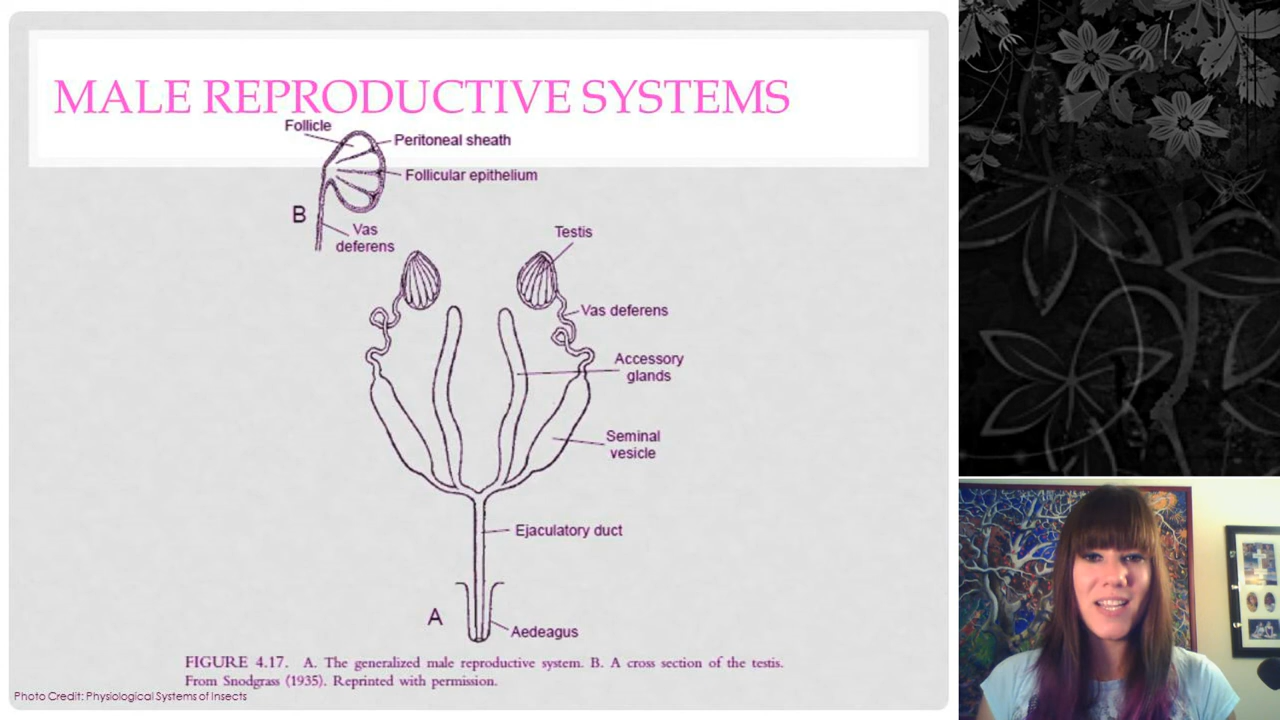 MALE REPRODUCTIVE SYSTEMS
Follicle
Peritoneal sheath
Follicular epithelium
B
Vas
deferens
Testis
Vas deferens
Accessory
glands
Seminal
vesicle
Ejaculatory duct
A
Aedeagus
FIGURE 4.17. A. The generalized male reproductive system. B. A cross section of the testis.
From Snodgrass (1935). Reprinted with permission.
Photo Credit: Physiological Systems of Insects